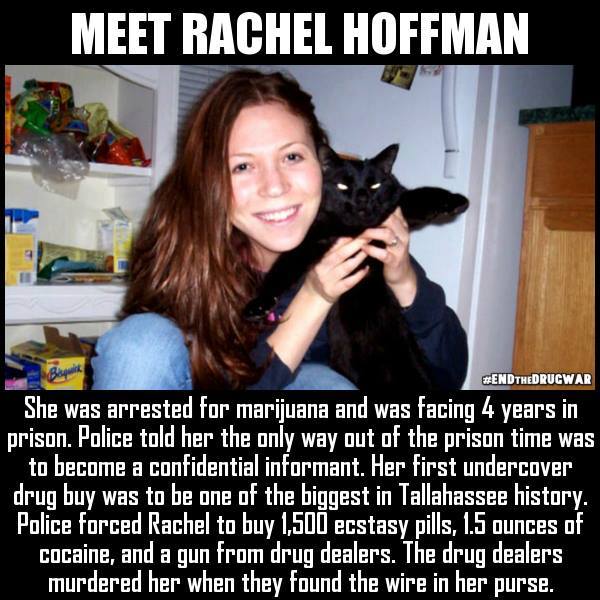 MEET RACHEL HOFFMAN
Bisquick
#ENDTHEDRUGWAR
She was arrested for marijuana and was facing 4 years in
prison. Police told her the only way out of the prison time was
to become a confidential informant. Her first undercover
drug buy was to be one of the biggest in Tallahassee history.
Police forced Rachel to buy 1,500 ecstasy pills, 1.5 ounces of
cocaine, and a gun from drug dealers. The drug dealers
murdered her when they found the wire in her purse.